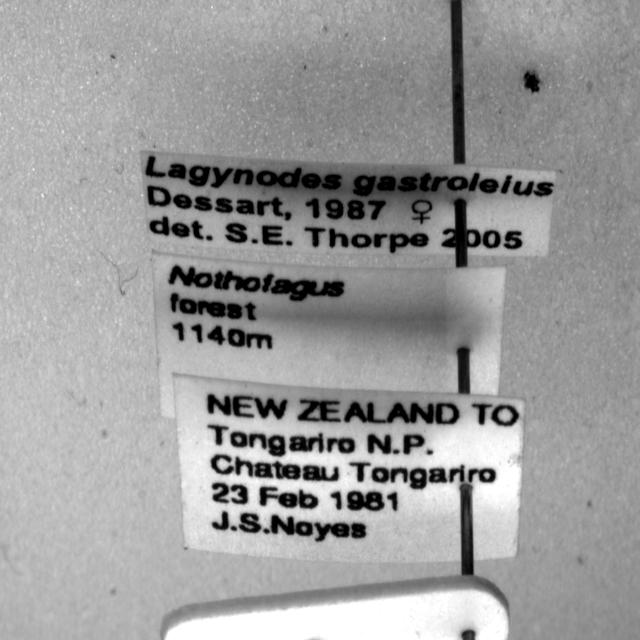 Lagynodes gastroleius
Dessart, 1987 ♀
det. S.E. Thorpe 2005
Nothofagus
forest
1140m
NEW ZEALAND TO
Tongariro N.P.
Chateau Tongariro
23 Feb 1981
J.S.Noyes